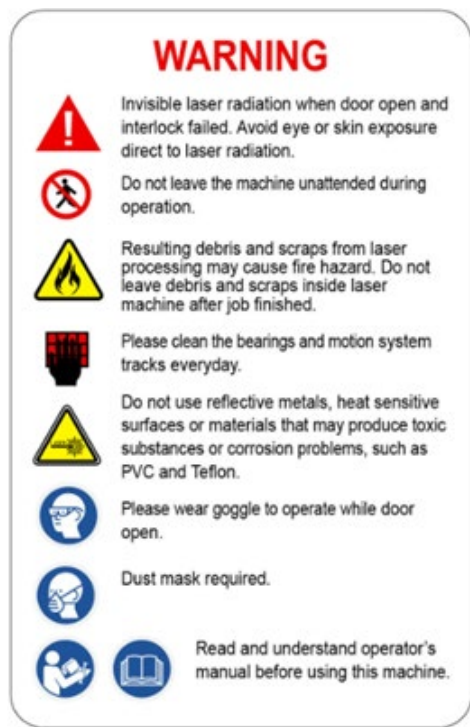 WARNING
Invisible laser radiation when door open and
interlock failed. Avoid eye or skin exposure
direct to laser radiation.
Do not leave the machine unattended during
operation.
Resulting debris and scraps from laser
processing may cause fire hazard. Do not
leave debris and scraps inside laser
machine after job finished.
Please clean the bearings and motion system
tracks everyday.
Do not use reflective metals, heat sensitive
surfaces or materials that may produce toxic
substances or corrosion problems, such as
PVC and Teflon.
Please wear goggle to operate while door
open.
Dust mask required.
Read and understand operator's
manual before using this machine.